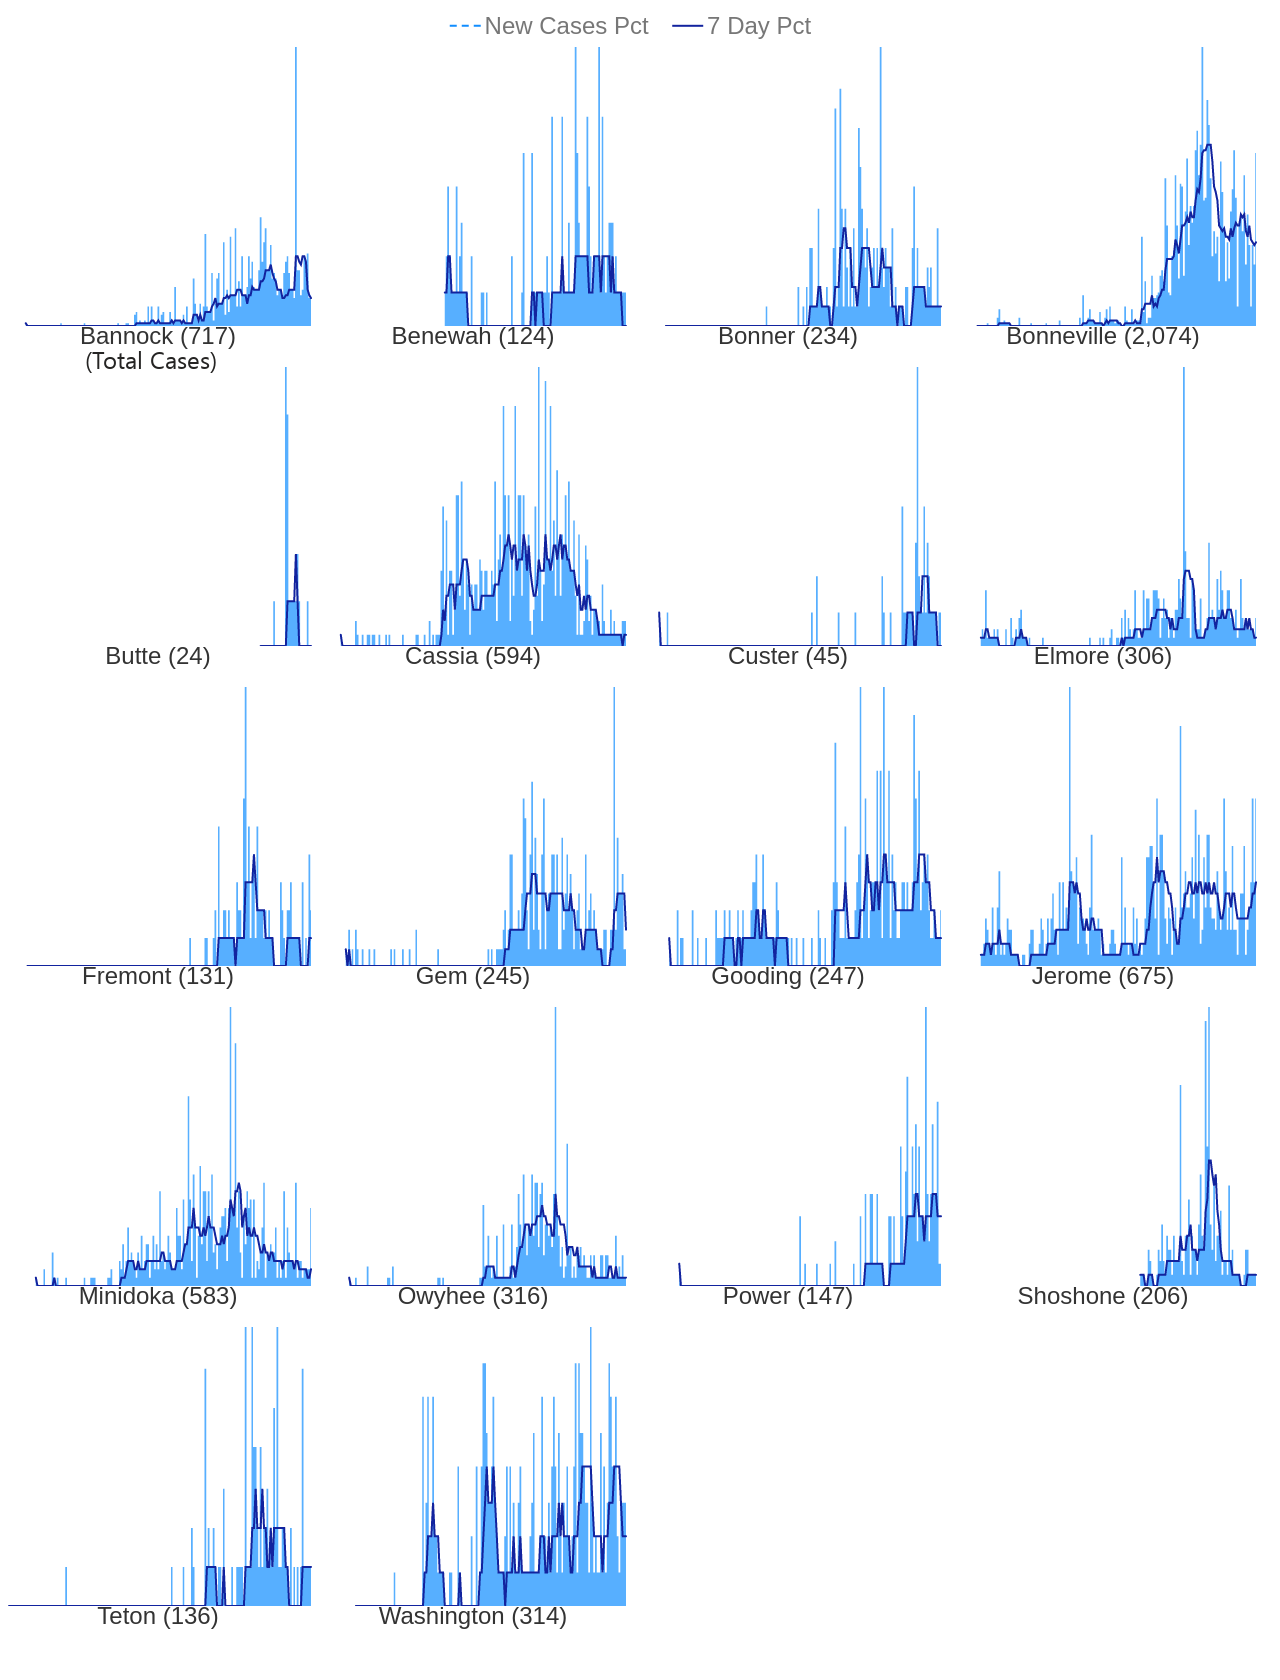 New Cases Pct 7 Day Pct
Bannock (717) Benewah (124) Bonner (234) Bonneville (2,074)
(Total Cases)
Butte (24) Cassia (594) Custer (45) Elmore (306)
Fremont (131) Gem (245) Gooding (247) Jerome (675)
Minidoka (583) Owyhee (316) Power (147) Shoshone (206)
Teton (136) Washington (314)